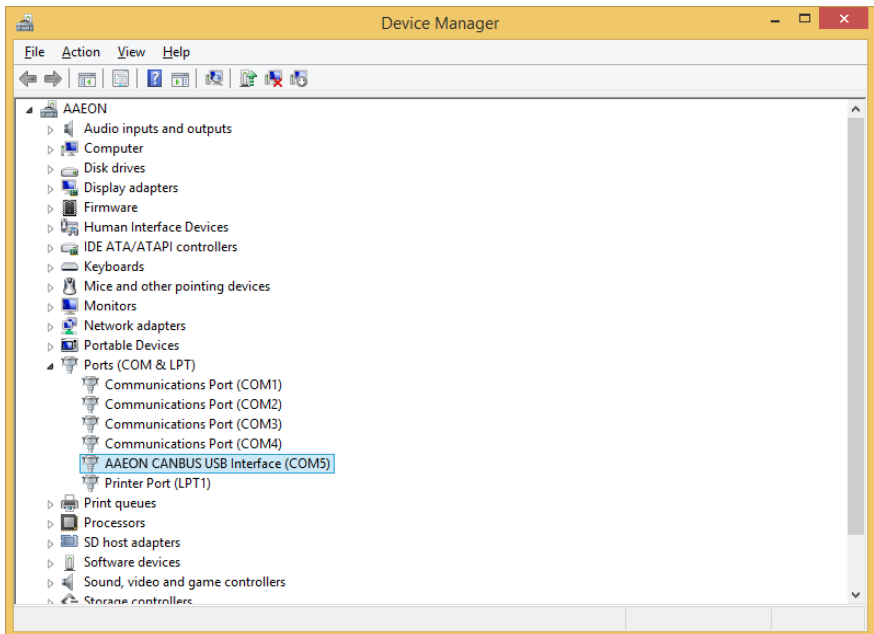 Device Manager
File Action View Help
AAEON
Audio inputs and outputs
Computer
Disk drives
Display adapters
Firmware
Human Interface Devices
IDE ATA/ATAPI controllers
Keyboards
Mice and other pointing devices
Monitors
Network adapters
Portable Devices
Ports (COM & LPT)
Communications Port (COM1)
Communications Port (COM2)
Communications Port (COM3)
Communications Port (COM4)
AAEON CANBUS USB Interface (COM5)
Printer Port (LPT1)
Print queues
Processors
SD host adapters
Software devices
Sound, video and game controllers
Storage controllers